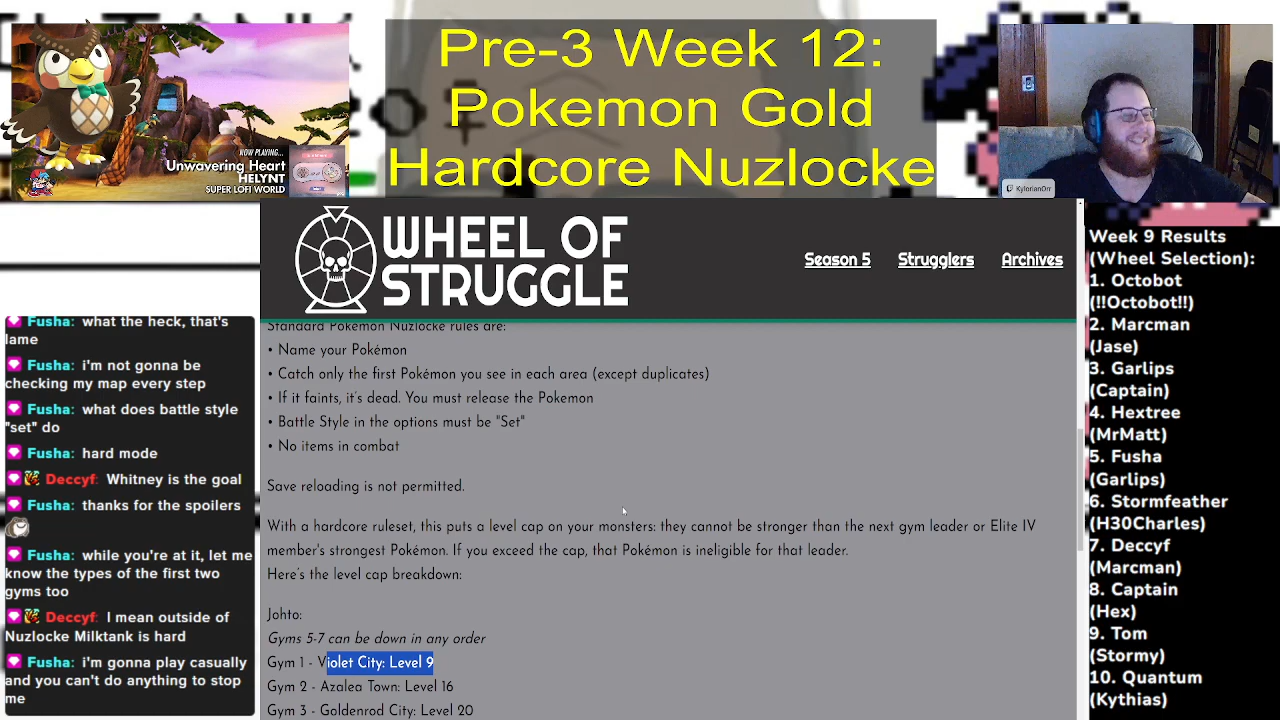 Pre-3 Week 12:
Pokemon Gold
Hardcore Nuzlocke
NOW PLAYING...
Unwavering Heart
HELYNT
SUPER LOFI WORLD
KylorianOrr
WHEEL OF
STRUGGLE
Season 5 Strugglers Archives
Standard Pokémon Nuzlocke rules are:
• Name your Pokémon
• Catch only the first Pokémon you see in each area (except duplicates)
• If it faints, it's dead. You must release the Pokemon
• Battle Style in the options must be "Set"
• No items in combat
Save reloading is not permitted.
With a hardcore ruleset, this puts a level cap on your monsters: they cannot be stronger than the next gym leader or Elite IV
member's strongest Pokémon. If you exceed the cap, that Pokémon is ineligible for that leader.
Here's the level cap breakdown:
Johto:
Gyms 5-7 can be down in any order
Gym 1 - Violet City: Level 9
Gym 2 - Azalea Town: Level 16
Gym 3 - Goldenrod City: Level 20
Fusha: what the heck, that's
lame
Fusha: i'm not gonna be
checking my map every step
Fusha: what does battle style
"set" do
Fusha: hard mode
Deccyf: Whitney is the goal
Fusha: thanks for the spoilers
Fusha: while you're at it, let me
know the types of the first two
gyms too
Deccyf: I mean outside of
Nuzlocke Milktank is hard
Fusha: i'm gonna play casually
and you can't do anything to stop
me
Week 9 Results
(Wheel Selection):
1. Octobot
(!!Octobot!!)
2. Marcman
(Jase)
3. Garlips
(Captain)
4. Hextree
(MrMatt)
5. Fusha
(Garlips)
6. Stormfeather
(H30Charles)
7. Deccyf
(Marcman)
8. Captain
(Hex)
9. Tom
(Stormy)
10. Quantum
(Kythias)